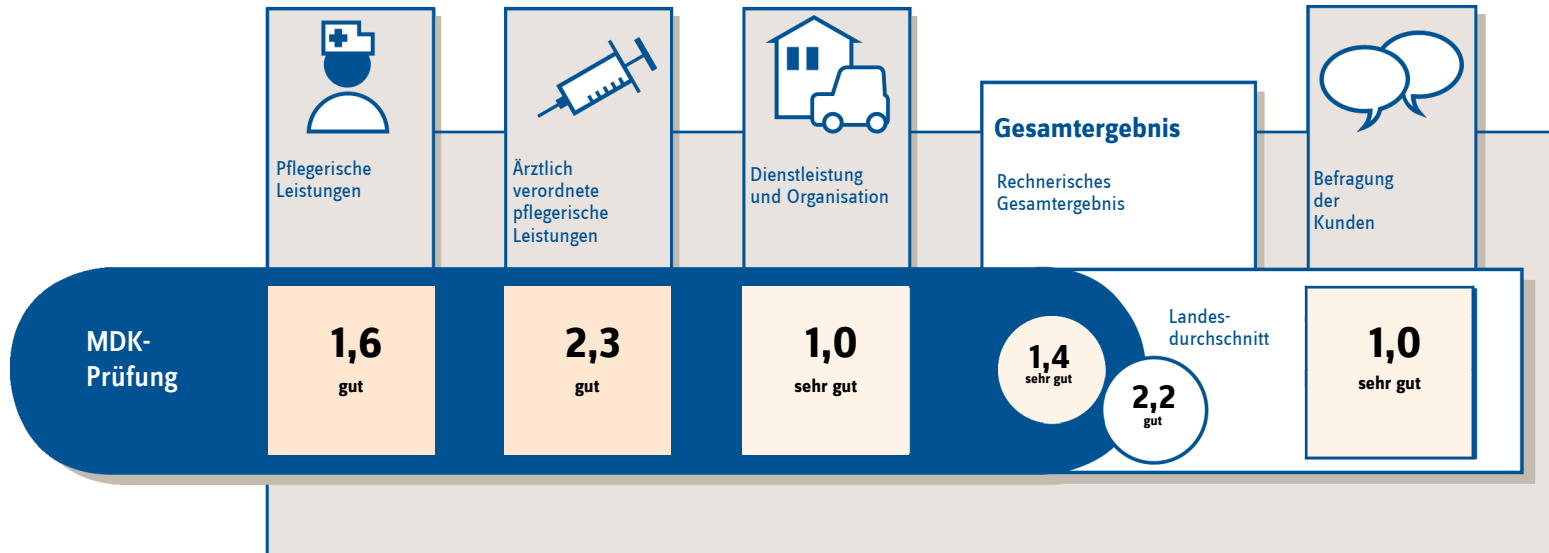 Pflegerische
Leistungen
Ärztlich
verordnete
pflegerische
Leistungen
Dienstleistung
und Organisation
Gesamtergebnis
Rechnerisches
Gesamtergebnis
Befragung
der
Kunden
MDK-
Prüfung
1,6
gut
2,3
gut
1,0
sehr gut
1,4
sehr gut
Landes-
durchschnitt
2,2
gut
1,0
sehr gut